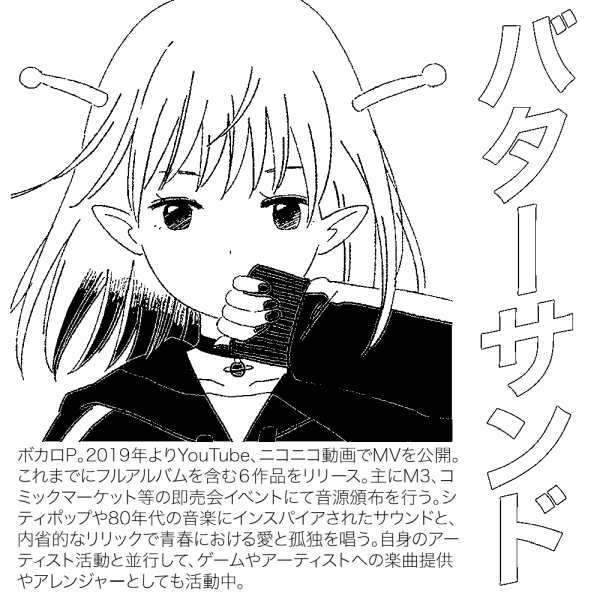 バターサンド
ボカロP。2019年よりYouTube、ニコニコ動画でMVを公開。
これまでにフルアルバムを含む6作品をリリース。主にM3、コ
ミックマーケット等の即売会イベントにて音源頒布を行う。シ
ティポップや80年代の音楽にインスパイアされたサウンドと、
内省的なリリックで青春における愛と孤独を唱う。自身のアー
ティスト活動と並行して、ゲームやアーティストへの楽曲提供
やアレンジャーとしても活動中。